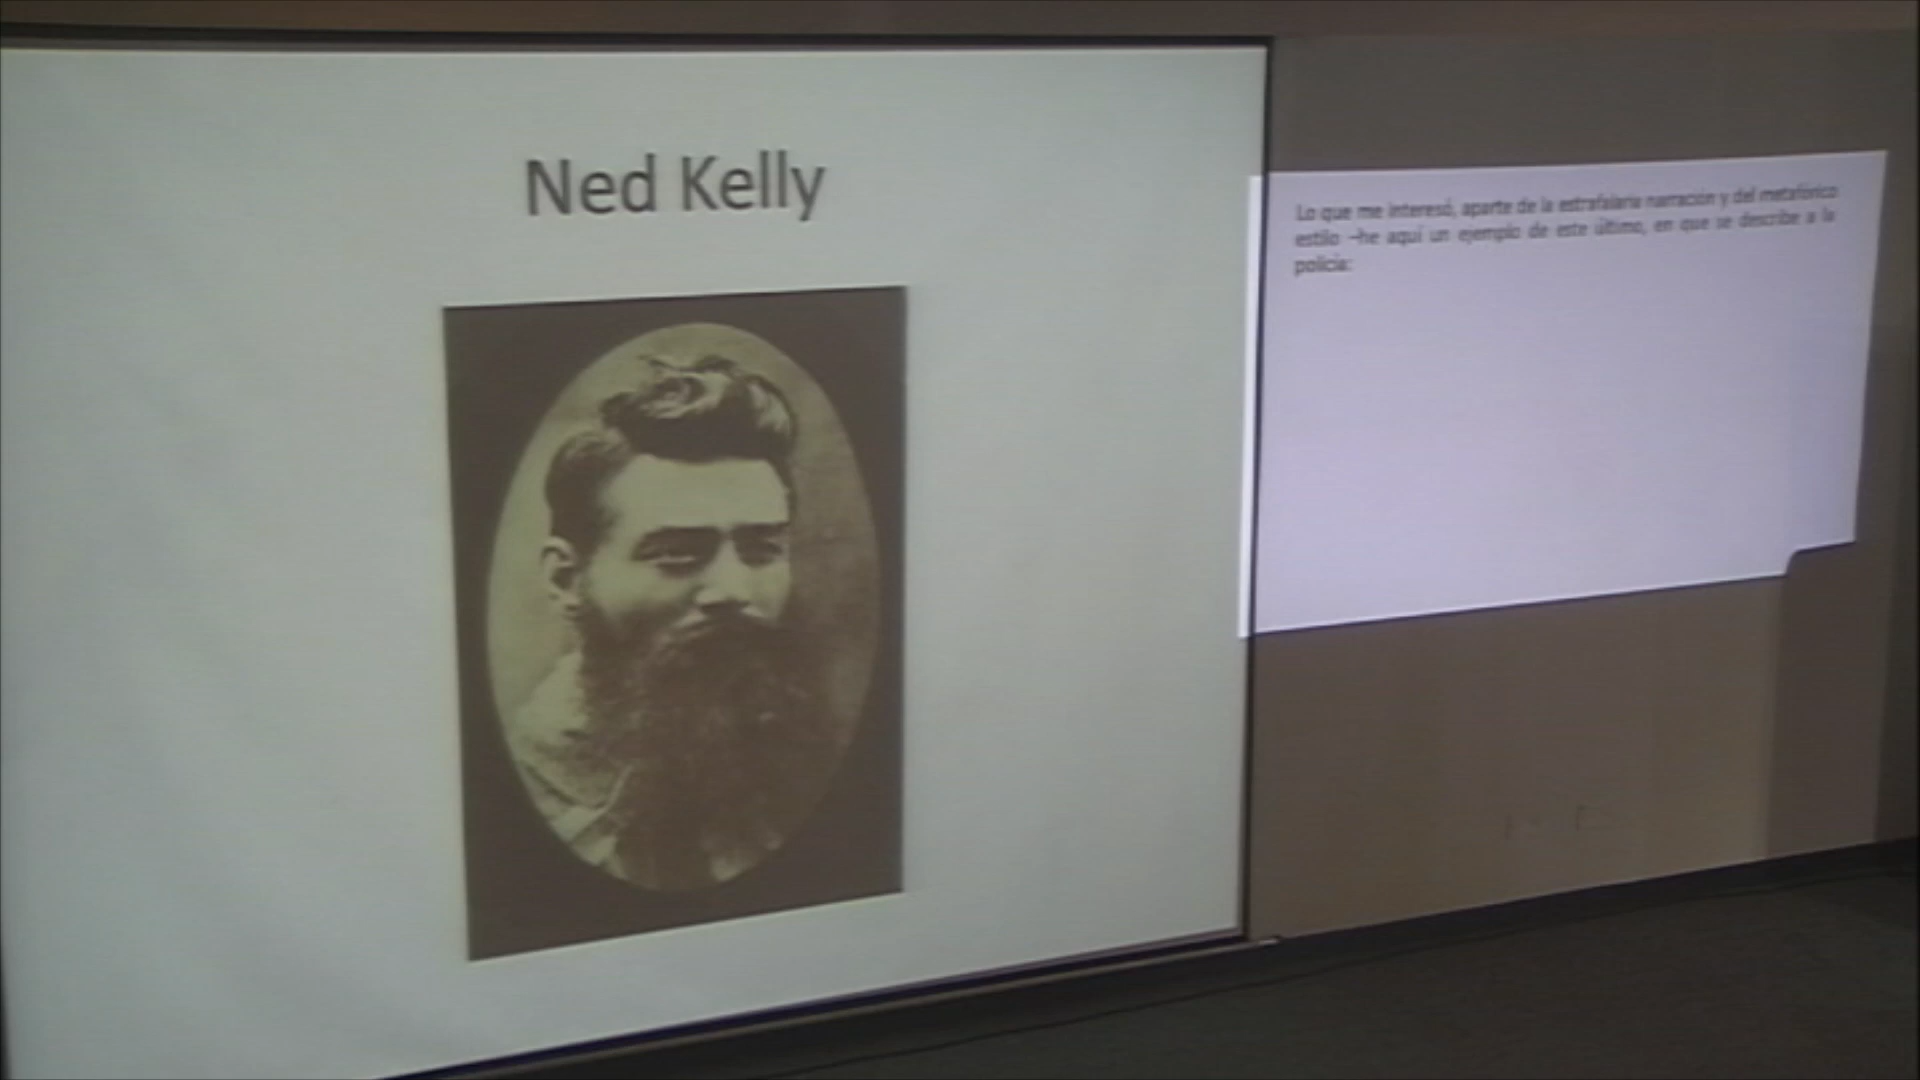 Ned Kelly
Lo que me interesó, aparte de la estrafalaria narración y del metafórico
estilo –he aquí un ejemplo de este último, en que se describe a la
policía: